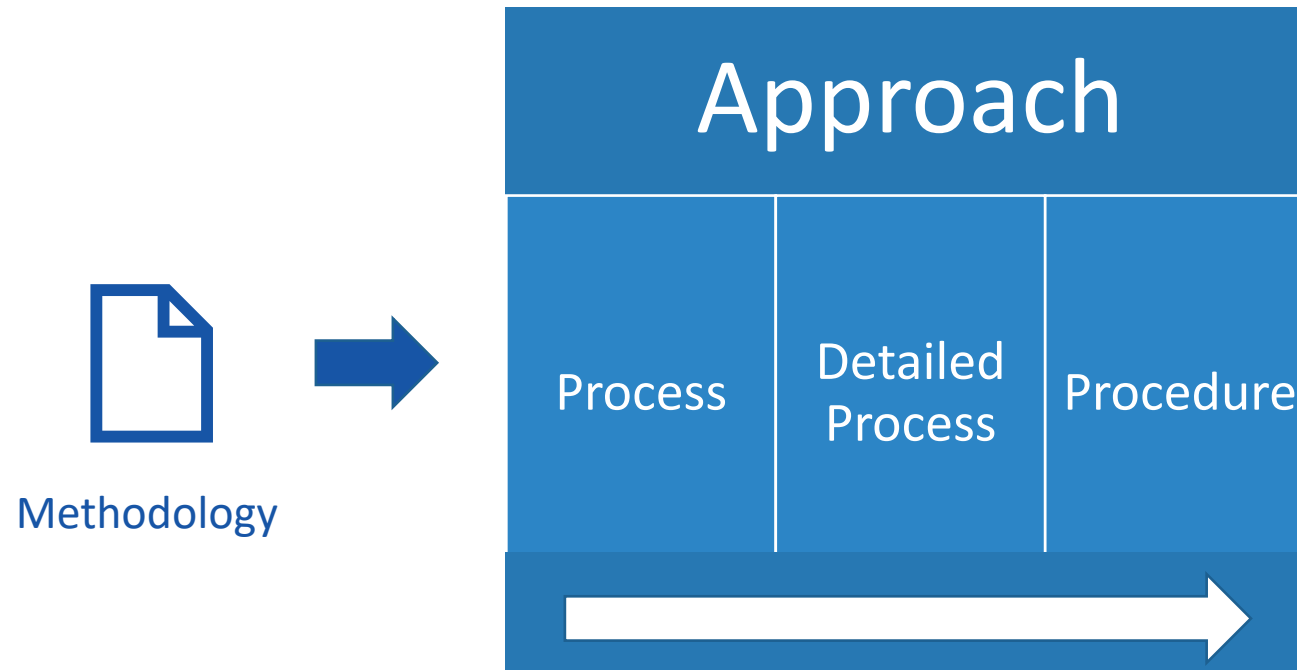 Approach
Process
Detailed
Process
Procedure
Methodology